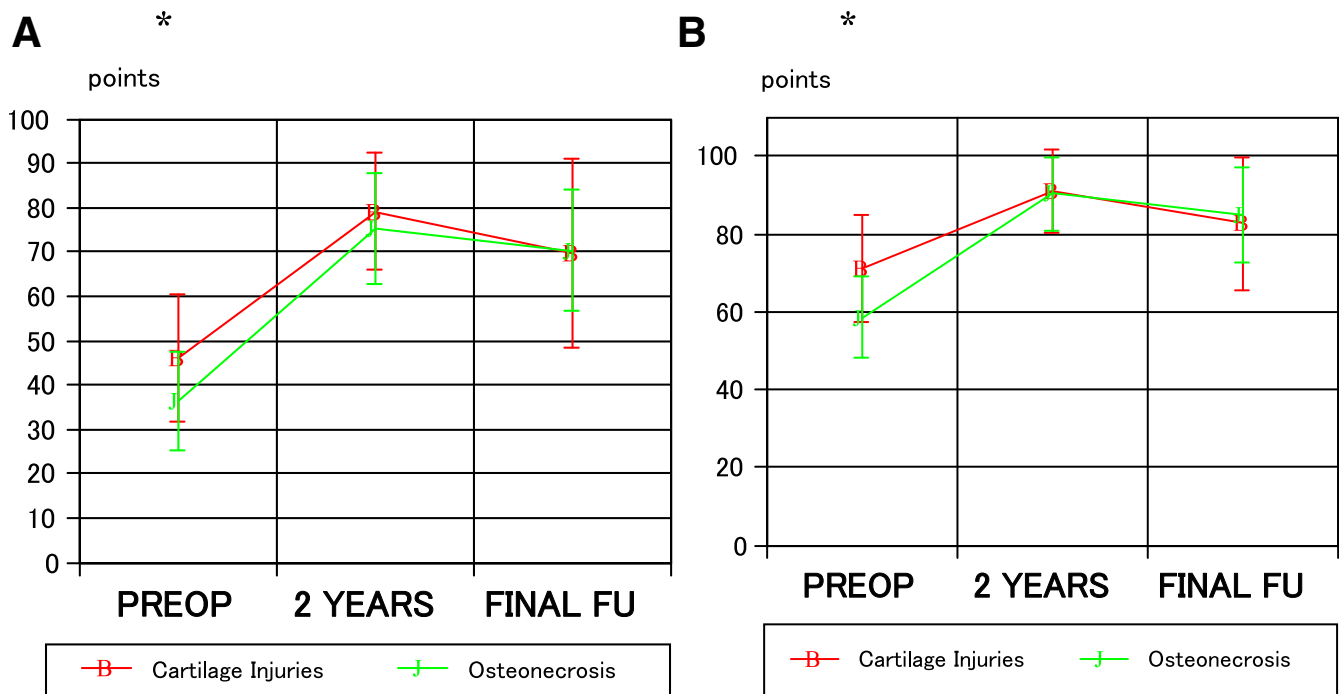 A
*
points
100
90
80
70
60
50
40
30
20
10
0
PREOP 2 YEARS FINAL FU
B Cartilage Injuries J Osteonecrosis
B
*
points
100
80
60
40
20
0
PREOP 2 YEARS FINAL FU
B Cartilage Injuries J Osteonecrosis